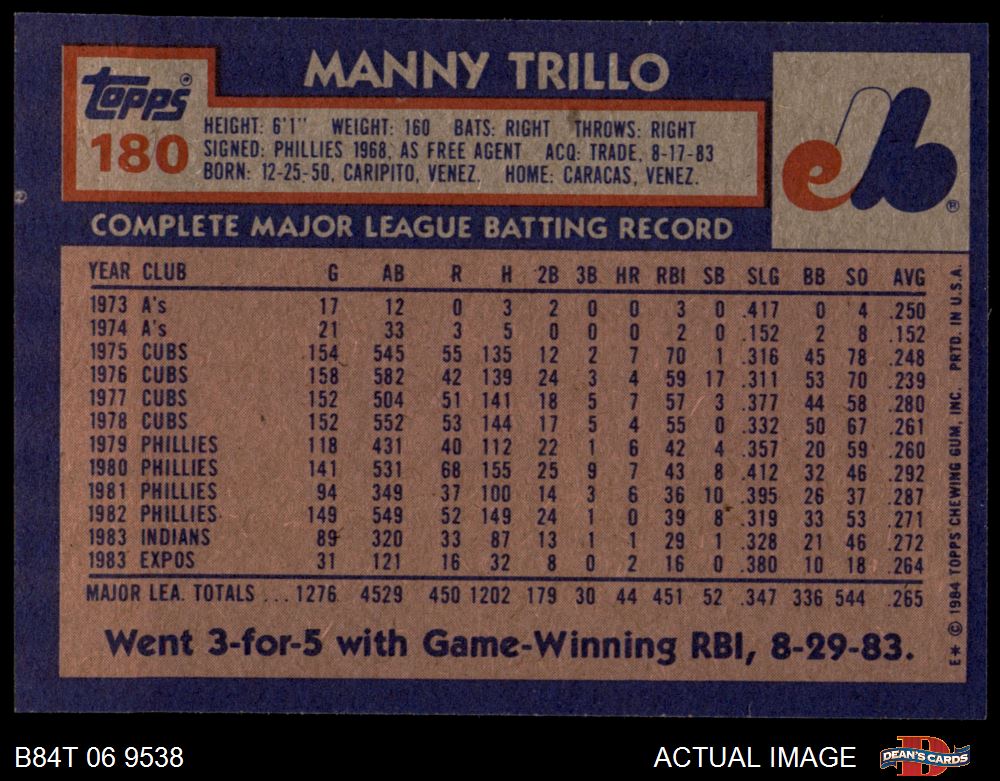 MANNY TRILLO
topps®
180
HEIGHT: 6'1" WEIGHT: 160 BATS: RIGHT THROWS: RIGHT
SIGNED: PHILLIES 1968, AS FREE AGENT ACQ: TRADE, 8-17-83
BORN: 12-25-50, CARIPITO, VENEZ. HOME: CARACAS, VENEZ.
eb®
COMPLETE MAJOR LEAGUE BATTING RECORD
YEAR CLUB G AB R H 2B 3B HR RBI SB SLG BB SO AVG
1973 A's 17 12 0 3 2 0 0 3 0 .417 0 4 .250
1974 A's 21 33 3 5 0 0 0 2 0 .152 2 8 .152
1975 CUBS 154 545 55 135 12 2 7 70 1 .316 45 78 .248
1976 CUBS 158 582 42 139 24 3 4 59 17 .311 53 70 .239
1977 CUBS 152 504 51 141 18 5 7 57 3 .377 44 58 .280
1978 CUBS 152 552 53 144 17 5 4 55 0 .332 50 67 .261
1979 PHILLIES 118 431 40 112 22 1 6 42 4 .357 20 59 .260
1980 PHILLIES 141 531 68 155 25 9 7 43 8 .412 32 46 .292
1981 PHILLIES 94 349 37 100 14 3 6 36 10 .395 26 37 .287
1982 PHILLIES 149 549 52 149 24 1 0 39 8 .319 33 53 .271
1983 INDIANS 89 320 33 87 13 1 1 29 1 .328 21 46 .272
1983 EXPOS 31 121 16 32 8 0 2 16 0 .380 10 18 .264
MAJOR LEA. TOTALS ... 1276 4529 450 1202 179 30 44 451 52 .347 336 544 .265
Went 3-for-5 with Game-Winning RBI, 8-29-83.
E* © 1984 TOPPS CHEWING GUM, INC. PRTD. IN U.S.A.
B84T 06 9538
ACTUAL IMAGE
DEAN'S CARDS